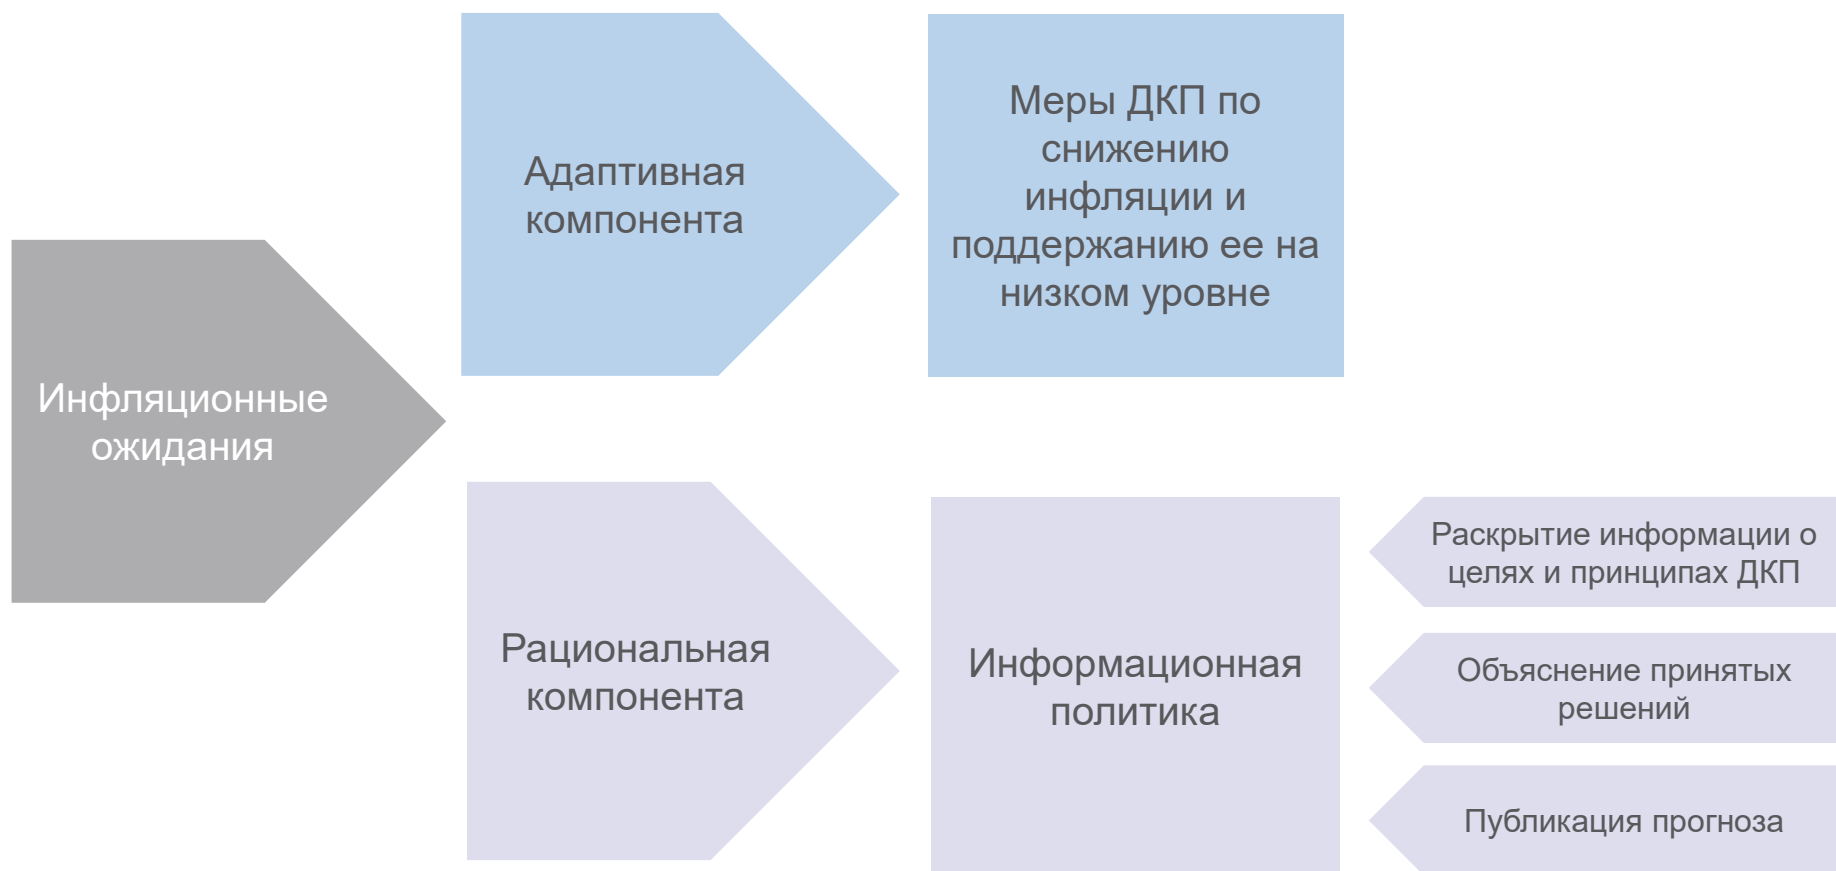 Инфляционные
ожидания
Адаптивная
компонента
Меры ДКП по
снижению
инфляции и
поддержанию ее на
низком уровне
Рациональная
компонента
Информационная
политика
Раскрытие информации о
целях и принципах ДКП
Объяснение принятых
решений
Публикация прогноза